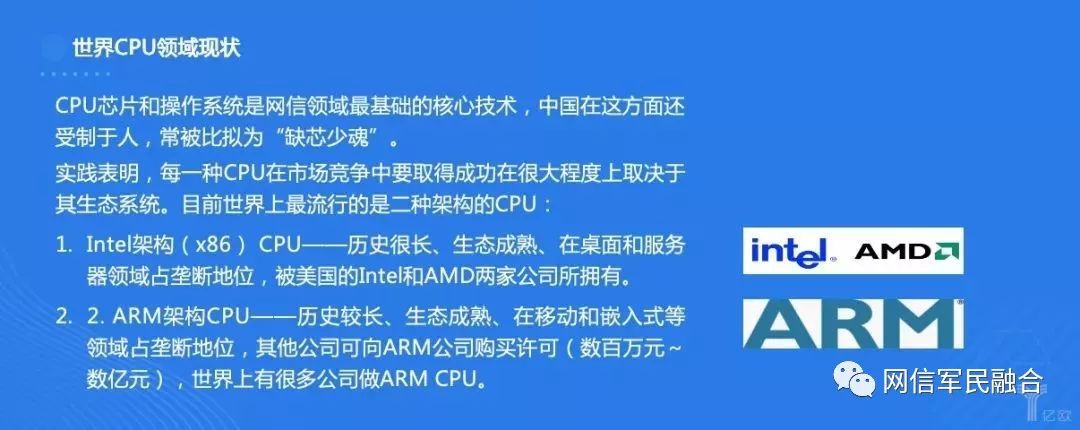 世界CPU领域现状
CPU芯片和操作系统是网信领域最基础的核心技术，中国在这方面还
受制于人，常被比拟为“缺芯少魂”。
实践表明，每一种CPU在市场竞争中要取得成功在很大程度上取决于
其生态系统。目前世界上最流行的是二种架构的CPU：
1. Intel架构（x86） CPU——历史很长、生态成熟、在桌面和服务
器领域占垄断地位，被美国的Intel和AMD两家公司所拥有。
2. 2. ARM架构CPU——历史较长、生态成熟、在移动和嵌入式等
领域占垄断地位，其他公司可向ARM公司购买许可（数百万元～
数亿元），世界上有很多公司做ARM CPU。
intel® AMD
ARM®
网信军民融合
亿欧